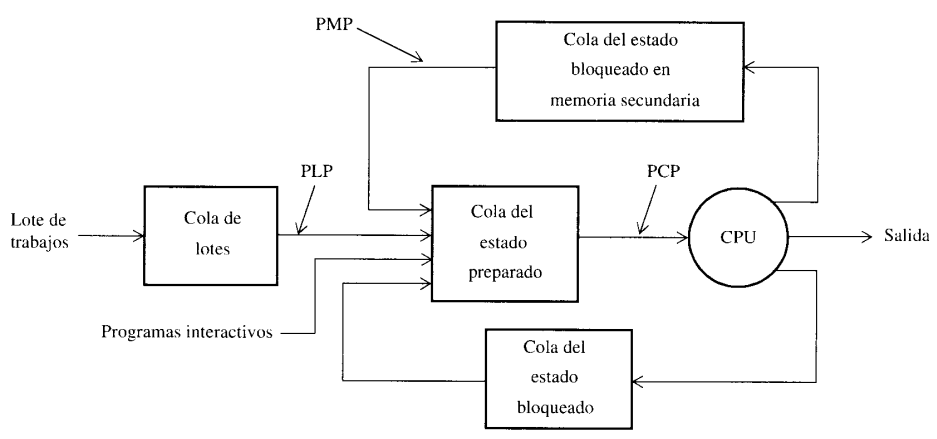 PMP
Cola del estado
bloqueado en
memoria secundaria
PLP
PCP
Lote de
trabajos
Cola de
lotes
Cola del
estado
preparado
CPU
Salida
Programas interactivos
Cola del
estado
bloqueado